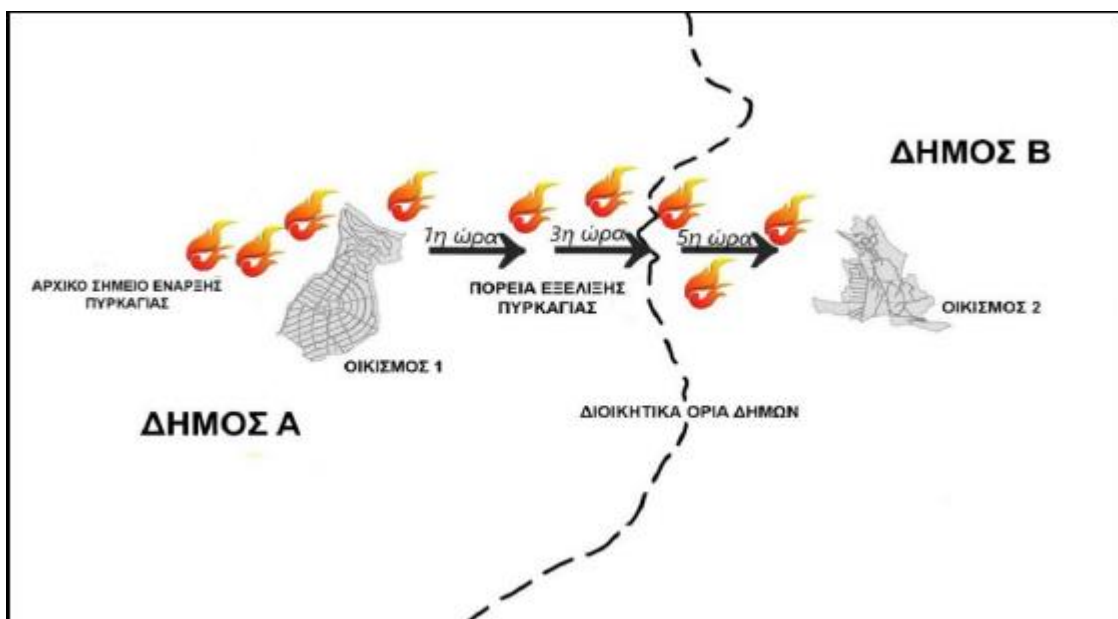 ΔΗΜΟΣ Β
1η ώρα
3η ώρα
5η ώρα
ΑΡΧΙΚΟ ΣΗΜΕΙΟ ΕΝΑΡΞΗΣ
ΠΥΡΚΑΓΙΑΣ
ΠΟΡΕΙΑ ΕΞΕΛΙΞΗΣ
ΠΥΡΚΑΓΙΑΣ
ΟΙΚΙΣΜΟΣ 2
ΟΙΚΙΣΜΟΣ 1
ΔΙΟΙΚΗΤΙΚΑ ΟΡΙΑ ΔΗΜΩΝ
ΔΗΜΟΣ Α